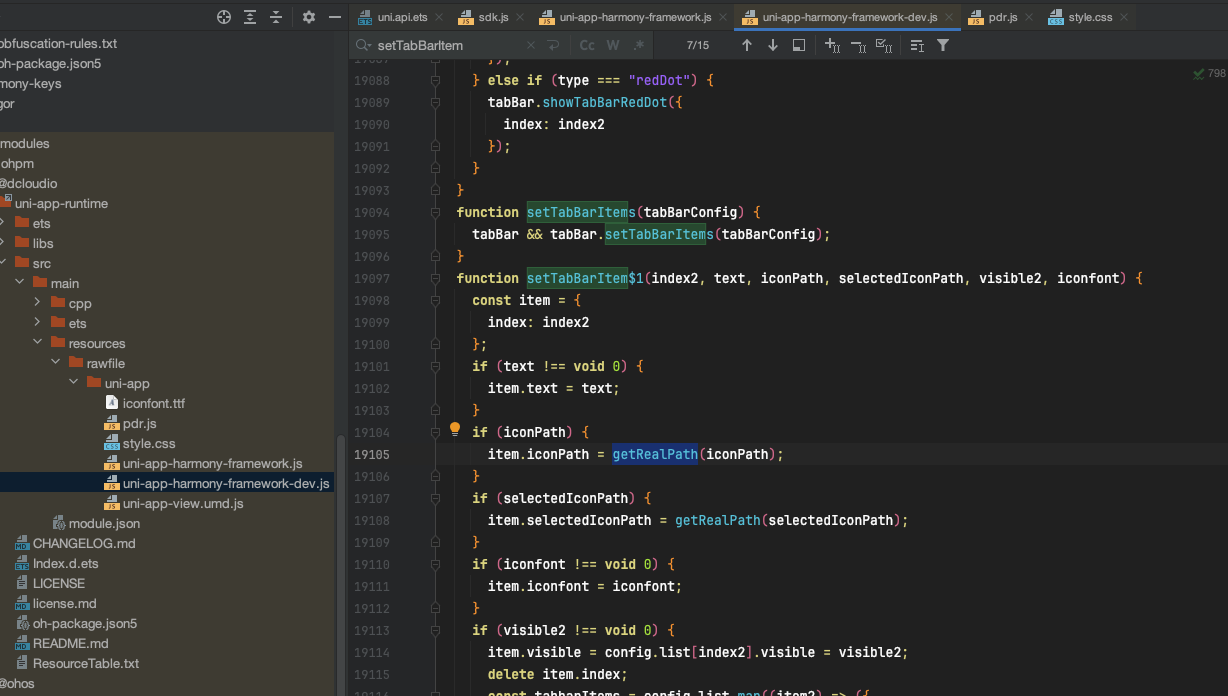 uni.api.ets
sdk.js
uni-app-harmony-framework.js
uni-app-harmony-framework-dev.js
pdr.js
style.css
setTabBarItem
Cc
W
.*
7/15
798
obfuscation-rules.txt
oh-package.json5
mony-keys
gor
modules
ohpm
@dcloudio
uni-app-runtime
ets
libs
src
main
cpp
ets
resources
rawfile
uni-app
iconfont.ttf
pdr.js
style.css
uni-app-harmony-framework.js
uni-app-harmony-framework-dev.js
uni-app-view.umd.js
module.json
CHANGELOG.md
Index.d.ets
LICENSE
license.md
oh-package.json5
README.md
ResourceTable.txt
@ohos
19087 });
19088 } else if (type === "redDot") {
19089 tabBar.showTabBarRedDot({
19090 index: index2
19091 });
19092 }
19093 }
19094 function setTabBarItems(tabBarConfig) {
19095 tabBar && tabBar.setTabBarItems(tabBarConfig);
19096 }
19097 function setTabBarItem$1(index2, text, iconPath, selectedIconPath, visible2, iconfont) {
19098 const item = {
19099 index: index2
19100 };
19101 if (text !== void 0) {
19102 item.text = text;
19103 }
19104 if (iconPath) {
19105 item.iconPath = getRealPath(iconPath);
19106 }
19107 if (selectedIconPath) {
19108 item.selectedIconPath = getRealPath(selectedIconPath);
19109 }
19110 if (iconfont !== void 0) {
19111 item.iconfont = iconfont;
19112 }
19113 if (visible2 !== void 0) {
19114 item.visible = config.list[index2].visible = visible2;
19115 delete item.index;
19116 const tabbarItems = config.list.map((item2) => ({